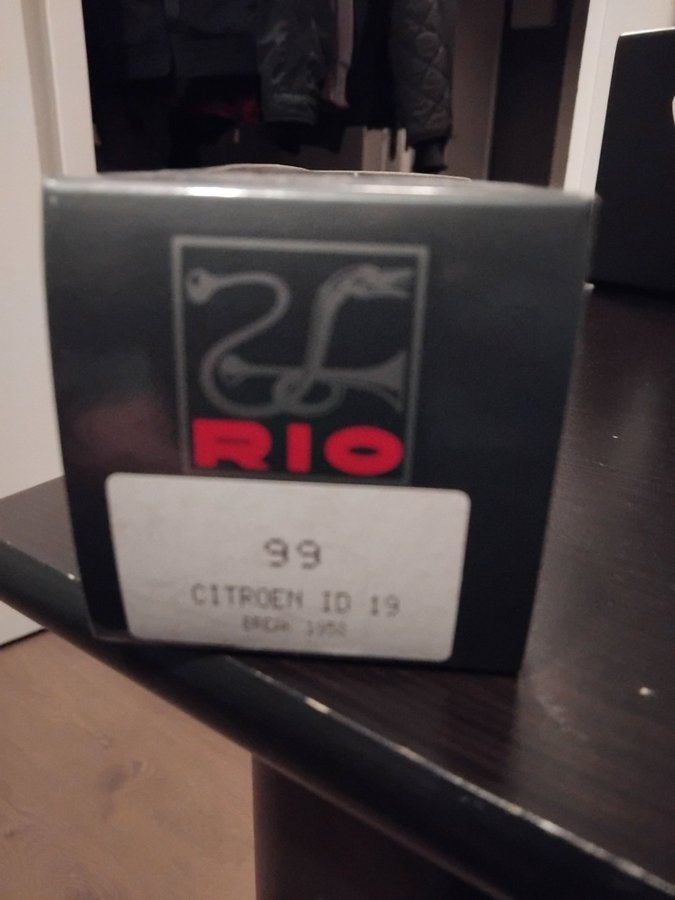 RIO
99
CITROEN ID 19
BREAK 1958